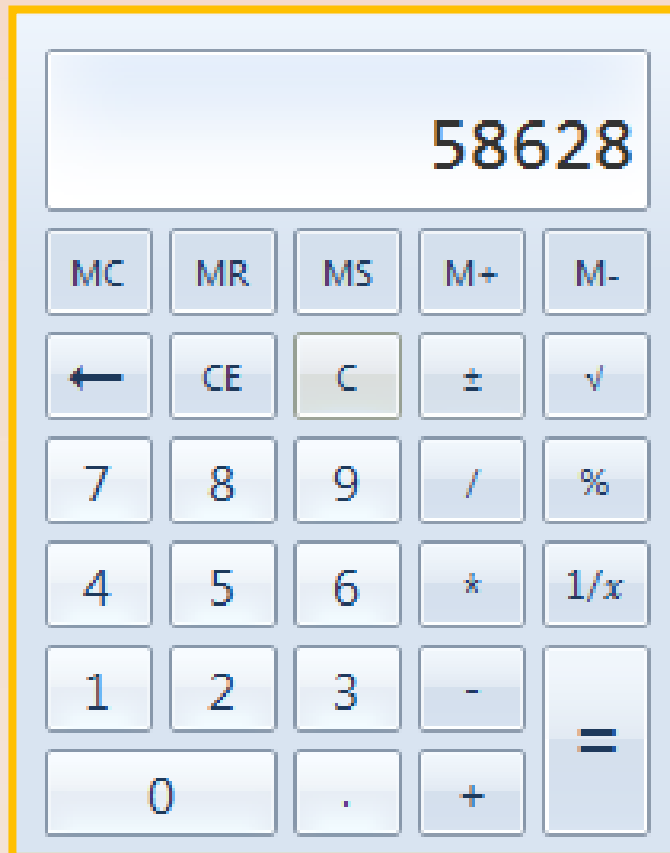 58628
MC MR MS M+ M-
← CE C ± √
7 8 9 / %
4 5 6 * 1/x
1 2 3 -
=
0 . +